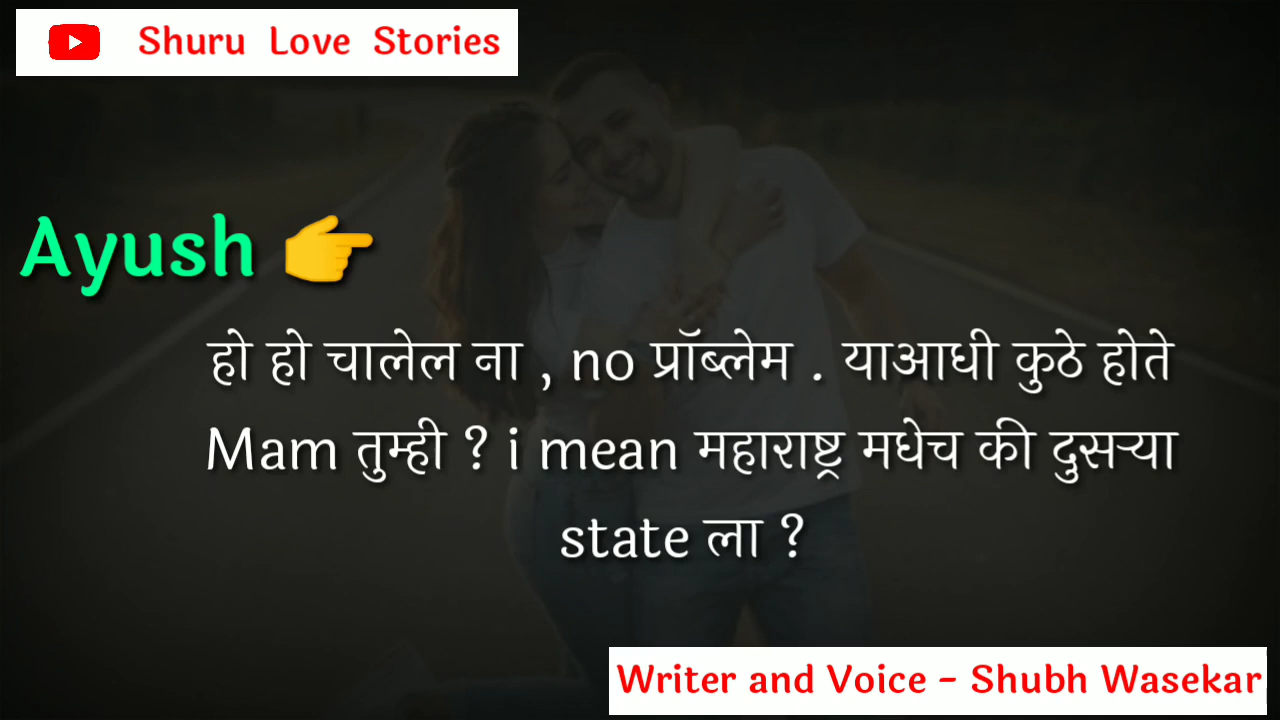 Shuru Love Stories
Ayush 👉
हो हो चालेल ना , no प्रॉब्लेम . याआधी कुठे होते
Mam तुम्ही ? i mean महाराष्ट्र मधेच की दुसऱ्या
state ला ?
Writer and Voice - Shubh Wasekar